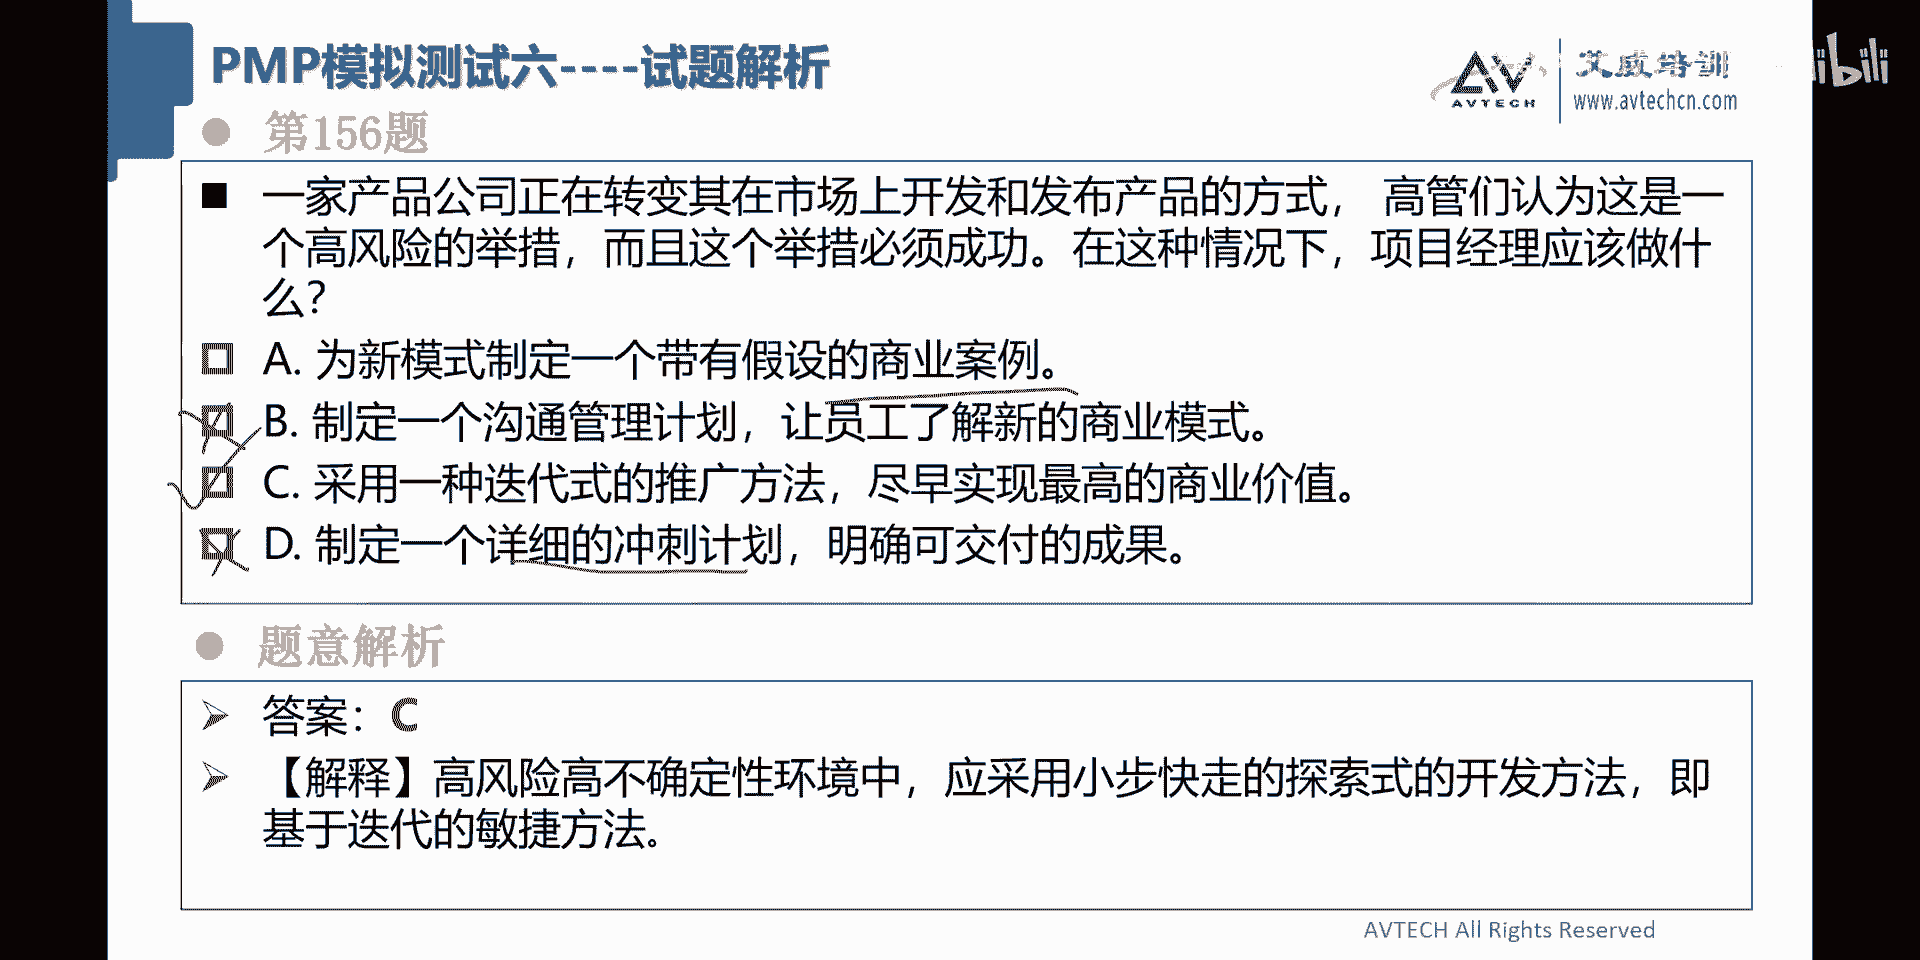 PMP模拟测试六----试题解析
AVTECH
艾威培训
www.avtechcn.com
bili
第156题
一家产品公司正在转变其在市场上开发和发布产品的方式， 高管们认为这是一
个高风险的举措，而且这个举措必须成功。在这种情况下，项目经理应该做什
么？
A. 为新模式制定一个带有假设的商业案例。
B. 制定一个沟通管理计划，让员工了解新的商业模式。
C. 采用一种迭代式的推广方法，尽早实现最高的商业价值。
D. 制定一个详细的冲刺计划，明确可交付的成果。
题意解析
答案：C
【解释】高风险高不确定性环境中，应采用小步快走的探索式的开发方法，即
基于迭代的敏捷方法。
AVTECH All Rights Reserved